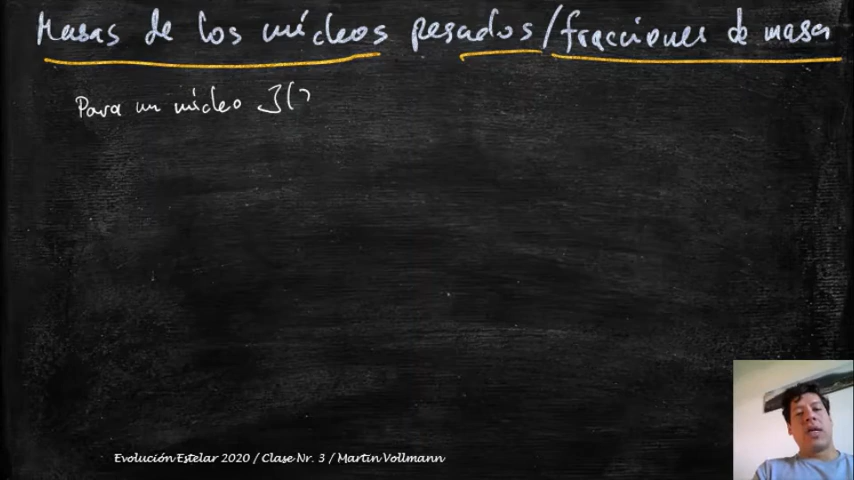 Masas de los núcleos pesados/fracciones de masa
Para un núcleo
Evolución Estelar 2020 / Clase Nr. 3 / Martin Vollmann